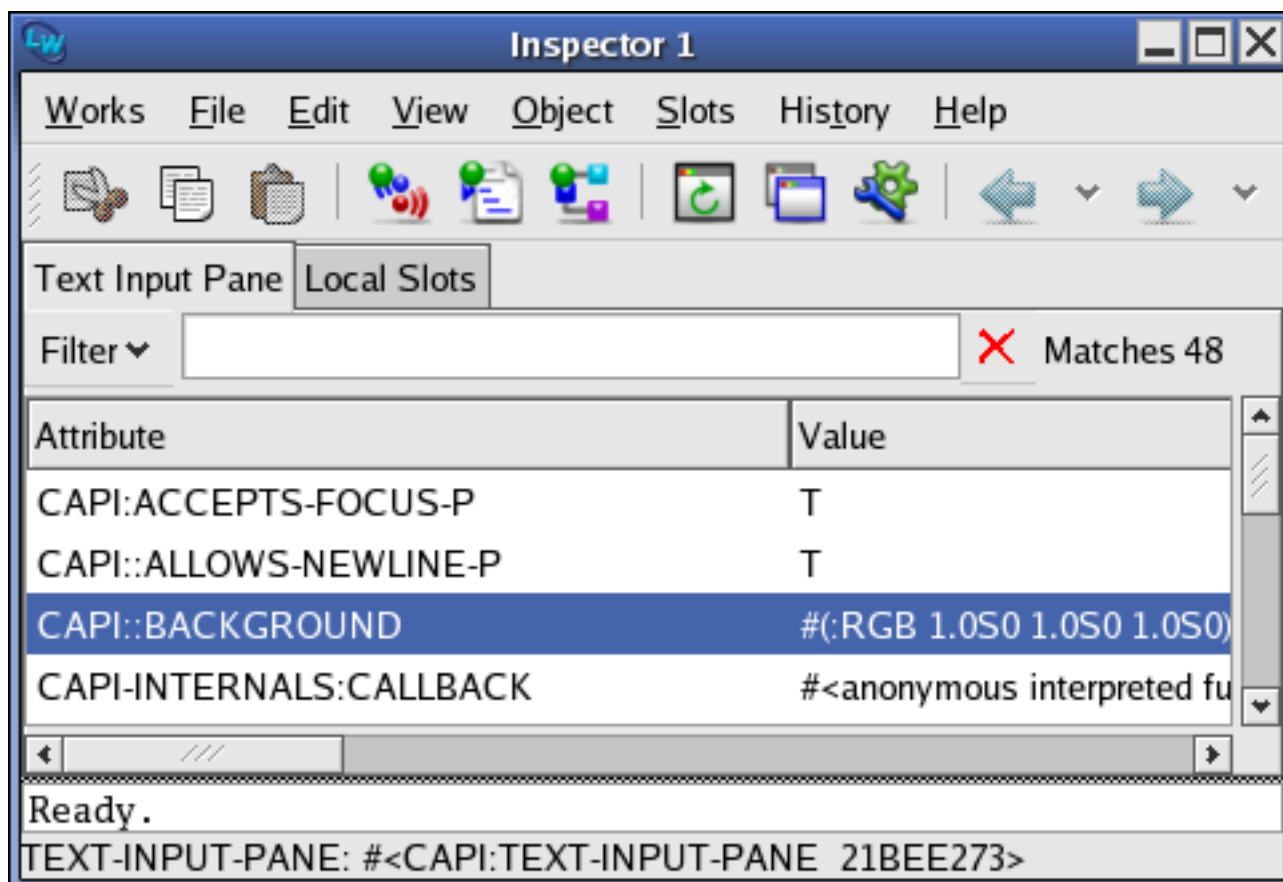 LW Inspector 1
Works File Edit View Object Slots History Help
Text Input Pane Local Slots
Filter Matches 48
Attribute Value
CAPI:ACCEPTS-FOCUS-P T
CAPI::ALLOWS-NEWLINE-P T
CAPI::BACKGROUND #(:RGB 1.0S0 1.0S0 1.0S0)
CAPI-INTERNALS:CALLBACK #<anonymous interpreted fu
Ready.
TEXT-INPUT-PANE: #<CAPI:TEXT-INPUT-PANE 21BEE273>